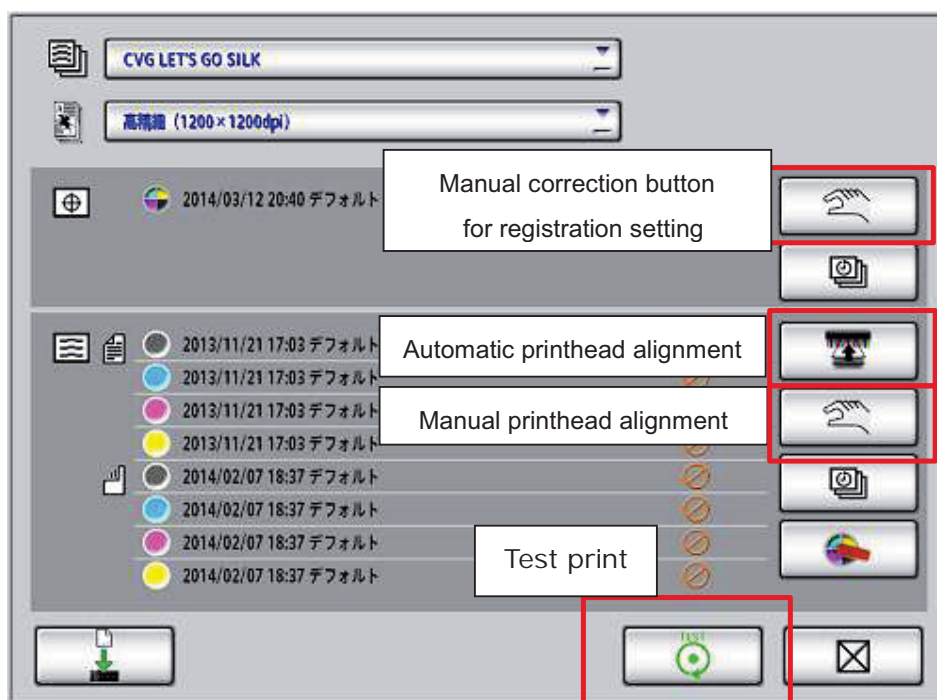 CVG LET'S GO SILK
高精細（1200×1200dpi）
2014/03/12 20:40 デフォルト
Manual correction button
for registration setting
2013/11/21 17:03 デフォルト
Automatic printhead alignment
2013/11/21 17:03 デフォルト
2013/11/21 17:03 デフォルト
Manual printhead alignment
2013/11/21 17:03 デフォルト
2014/02/07 18:37 デフォルト
2014/02/07 18:37 デフォルト
2014/02/07 18:37 デフォルト
Test print
2014/02/07 18:37 デフォルト
TEST